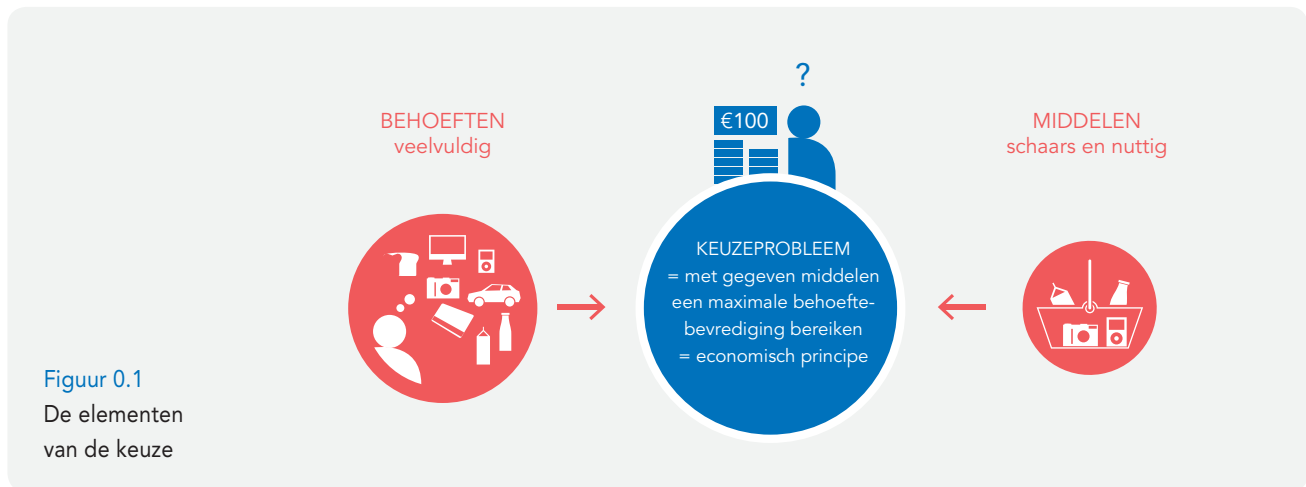 ?
€100
BEHOEFTEN
veelvuldig
MIDDELEN
schaars en nuttig
KEUZEPROBLEEM
= met gegeven middelen
een maximale behoefte-
bevrediging bereiken
= economisch principe
Figuur 0.1
De elementen
van de keuze